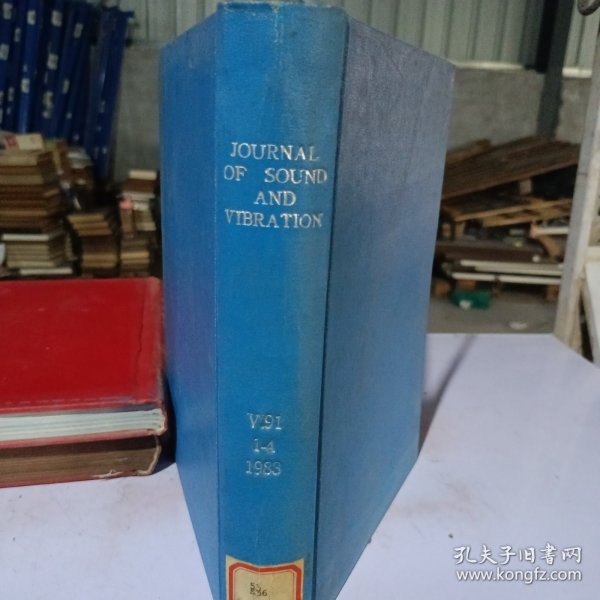 JOURNAL
OF SOUND
AND
VIBRATION
V.91
1-4
1983
孔夫子旧书网
www.kongfz.com